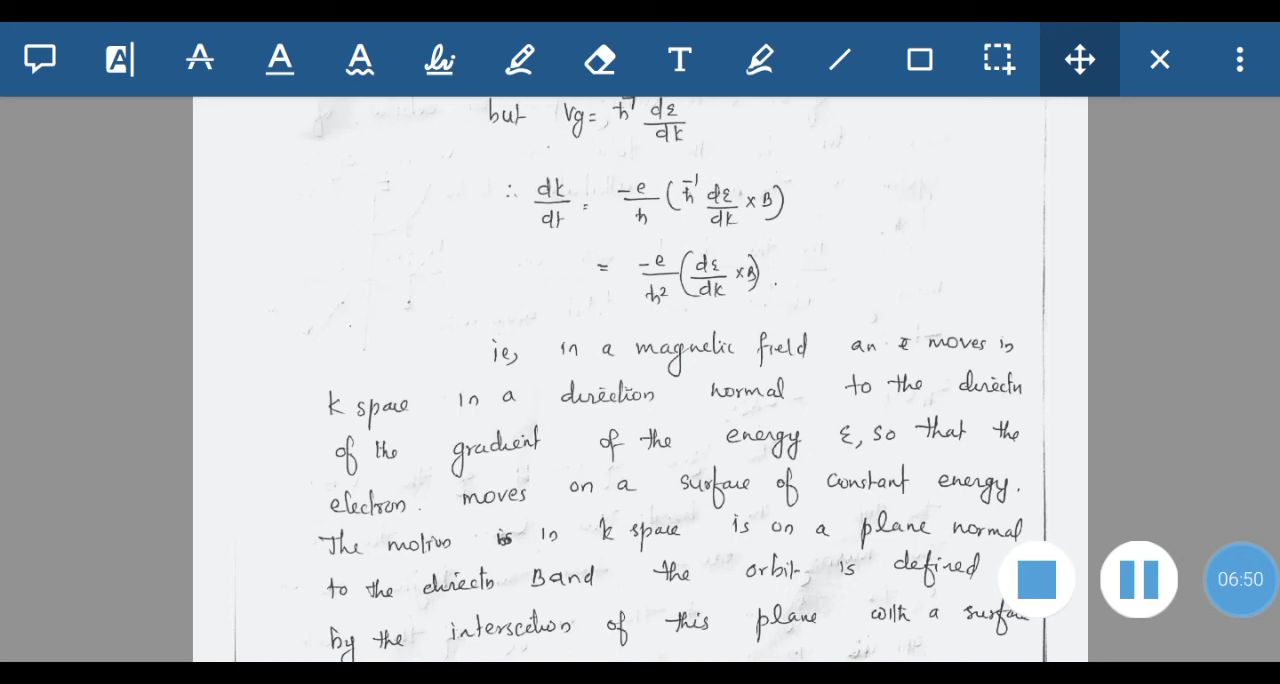 but Vg = ħ⁻¹ dε/dk
∴ dk/dt = -e/ħ (ħ⁻¹ dε/dk × B)
= -e/ħ² (dε/dk × B).
ie, in a magnetic field an e moves in
k space in a direction normal to the directn
of the gradient of the energy ε, so that the
electron moves on a surface of constant energy.
The motion in k space is on a plane normal
to the directn B and the orbit is defined
by the interscetion of this plane with a surfa
06:50